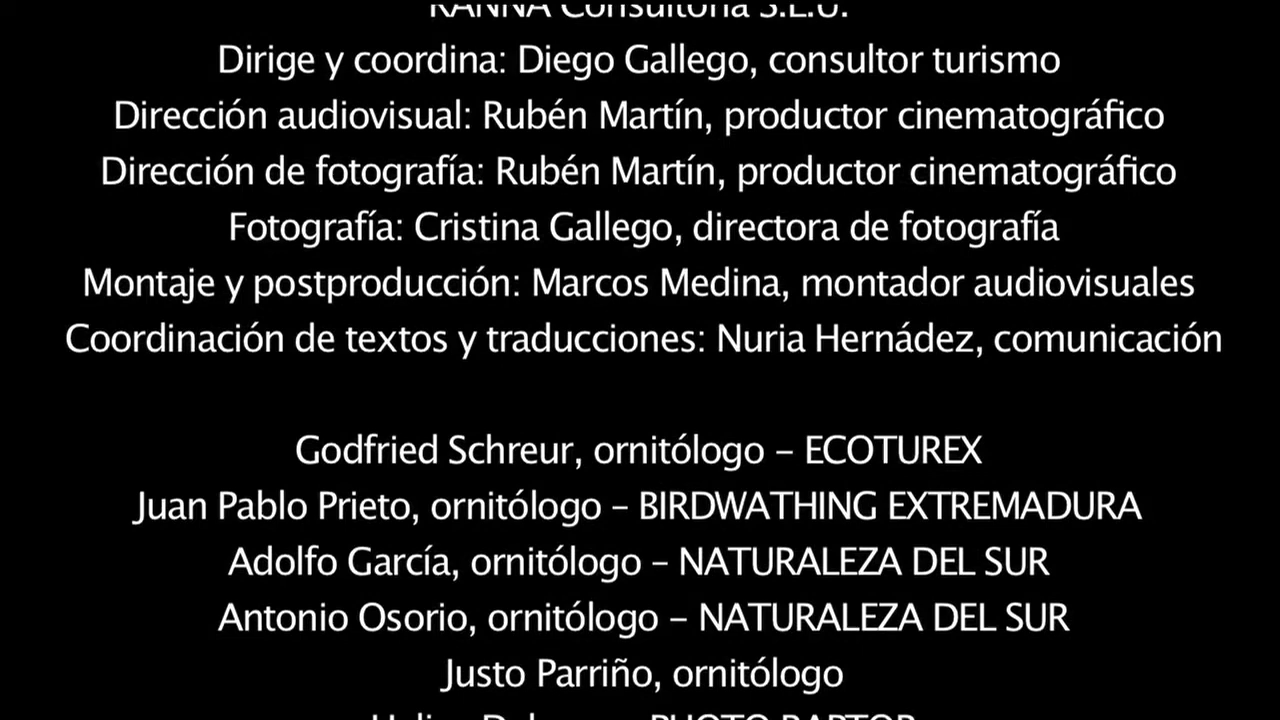 Consultoría S.L.U.
Dirige y coordina: Diego Gallego, consultor turismo
Dirección audiovisual: Rubén Martín, productor cinematográfico
Dirección de fotografía: Rubén Martín, productor cinematográfico
Fotografía: Cristina Gallego, directora de fotografía
Montaje y postproducción: Marcos Medina, montador audiovisuales
Coordinación de textos y traducciones: Nuria Hernádez, comunicación
Godfried Schreur, ornitólogo – ECOTUREX
Juan Pablo Prieto, ornitólogo – BIRDWATHING EXTREMADURA
Adolfo García, ornitólogo – NATURALEZA DEL SUR
Antonio Osorio, ornitólogo – NATURALEZA DEL SUR
Justo Parriño, ornitólogo
PHOTO RAPTOR